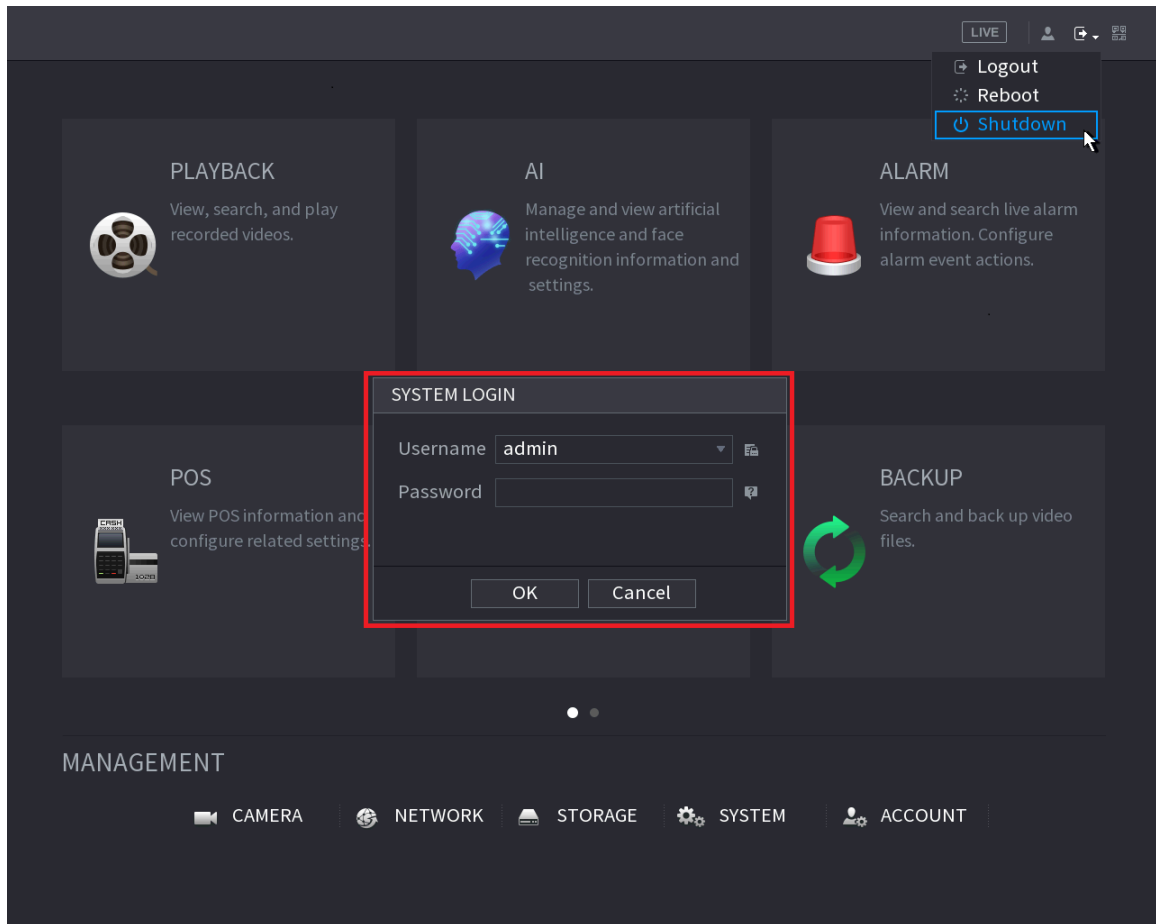 LIVE
Logout
Reboot
Shutdown
PLAYBACK
View, search, and play
recorded videos.
AI
Manage and view artificial
intelligence and face
recognition information and
settings.
ALARM
View and search live alarm
information. Configure
alarm event actions.
SYSTEM LOGIN
Username admin
Password
OK Cancel
POS
View POS information and
configure related settings.
CASH
BACKUP
Search and back up video
files.
MANAGEMENT
CAMERA NETWORK STORAGE SYSTEM ACCOUNT